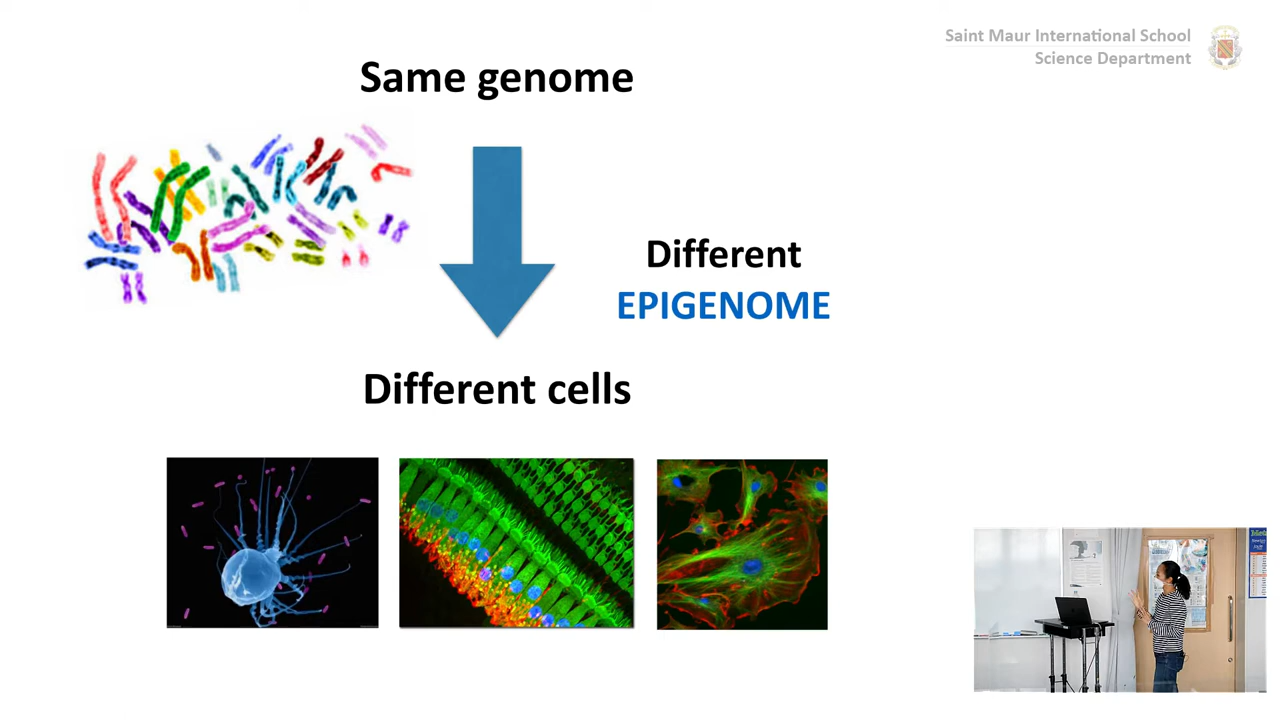 Saint Maur International School
Science Department
Same genome
Different
EPIGENOME
Different cells